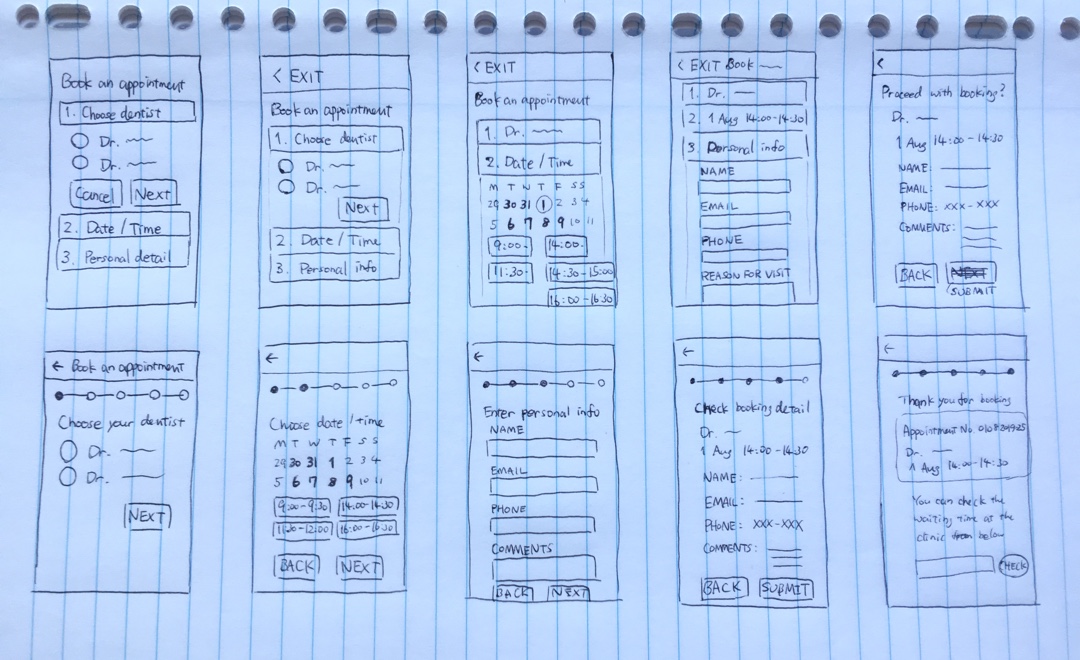 Book an appointment
1. Choose dentist
Dr.
Dr.
Cancel Next
2. Date / Time
3. Personal detail
< EXIT
Book an appointment
1. Choose dentist
Dr.
Dr.
Next
2. Date / Time
3. Personal info
< EXIT
Book an appointment
1. Dr.
2. Date / Time
M T W T F S S
29 30 31 1 2 3 4
5 6 7 8 9 10 11
9:00- 14:00-
11:30- 14:30-15:00
16:00-16:30
< EXIT Book
1. Dr.
2. 1 Aug 14:00-14:30
3. Personal info
NAME
EMAIL
PHONE
REASON FOR VISIT
<
Proceed with booking?
Dr.
1 Aug 14:00-14:30
NAME:
EMAIL:
PHONE: XXX-XXX
COMMENTS:
BACK NEXT
SUBMIT
← Book an appointment
Choose your dentist
Dr.
Dr.
NEXT
←
Choose date / time
M T W T F S S
29 30 31 1 2 3 4
5 6 7 8 9 10 11
9:00-9:30 14:00-14:30
11:30-12:00 16:00-16:30
BACK NEXT
←
Enter personal info
NAME
EMAIL
PHONE
COMMENTS
BACK NEXT
←
Check booking detail
Dr.
1 Aug 14:00-14:30
NAME:
EMAIL:
PHONE: XXX-XXX
COMMENTS:
BACK SUBMIT
←
Thank you for booking
Appointment No.
Dr.
1 Aug 14:00-14:30
You can check the
waiting time at the
clinic from below
CHECK